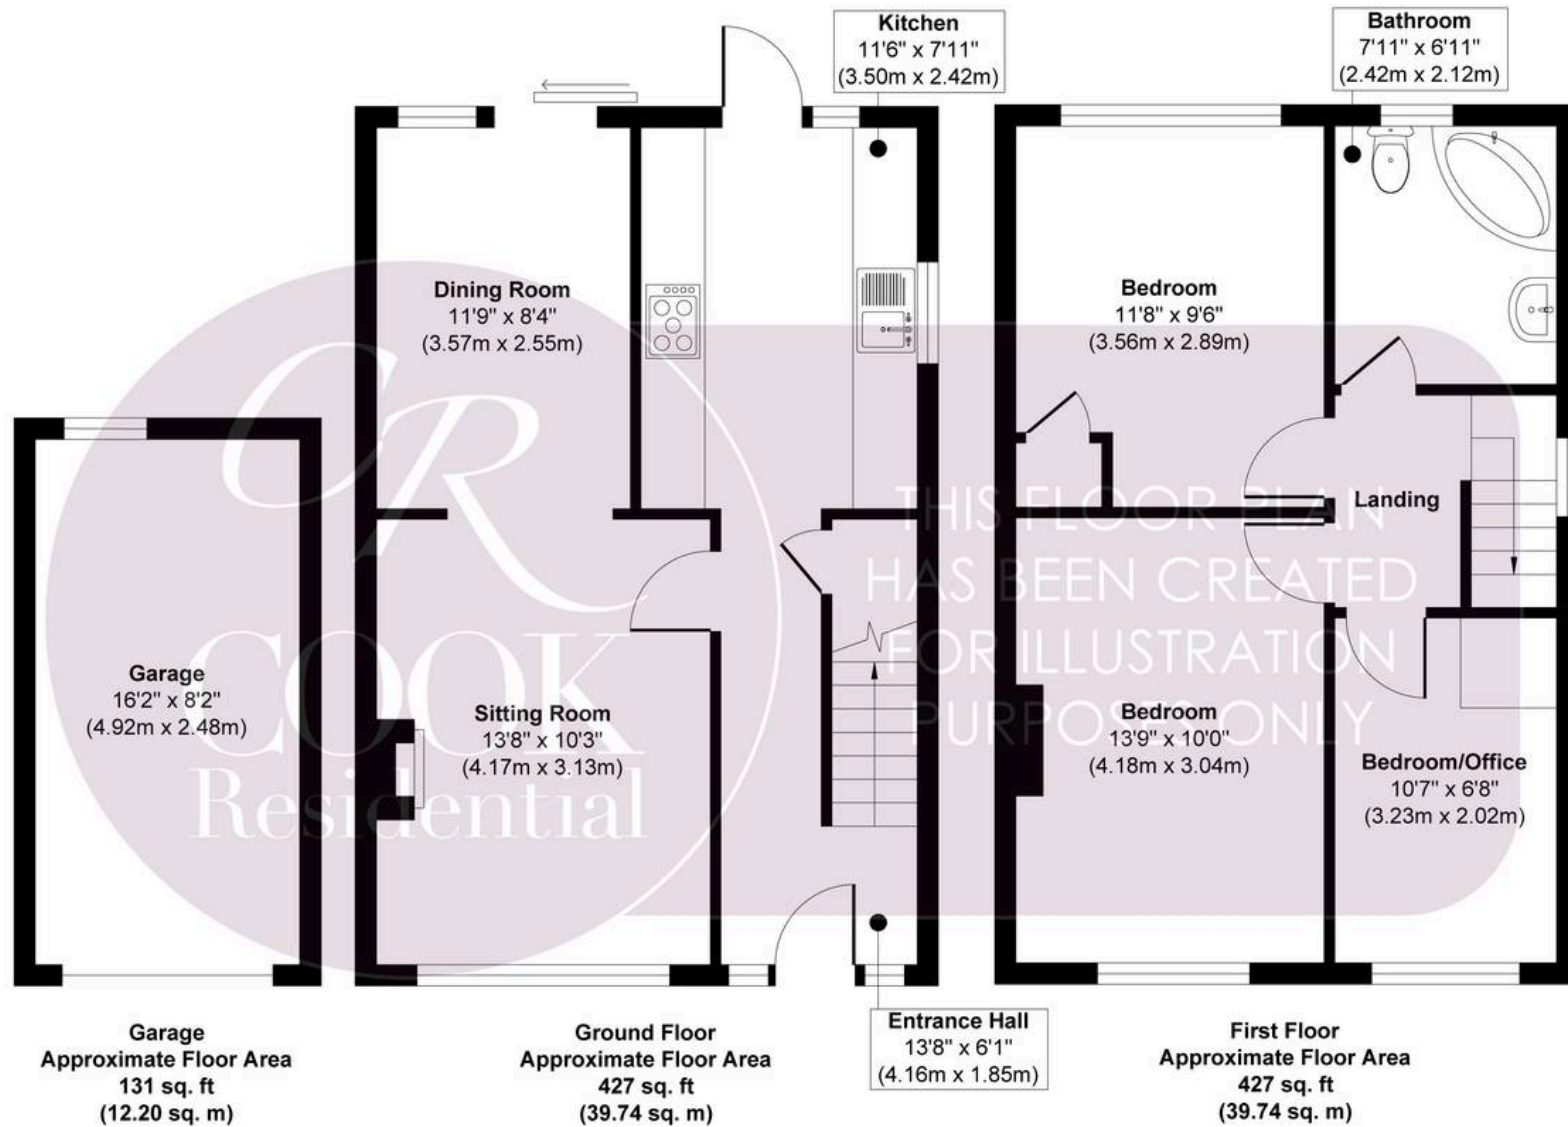 Kitchen
11'6" x 7'11"
(3.50m x 2.42m)
Bathroom
7'11" x 6'11"
(2.42m x 2.12m)
Dining Room
11'9" x 8'4"
(3.57m x 2.55m)
Bedroom
11'8" x 9'6"
(3.56m x 2.89m)
Landing
Garage
16'2" x 8'2"
(4.92m x 2.48m)
Sitting Room
13'8" x 10'3"
(4.17m x 3.13m)
Bedroom
13'9" x 10'0"
(4.18m x 3.04m)
Bedroom/Office
10'7" x 6'8"
(3.23m x 2.02m)
CR
COOK
Residential
THIS FLOOR PLAN
HAS BEEN CREATED
FOR ILLUSTRATION
PURPOSES ONLY
Entrance Hall
13'8" x 6'1"
(4.16m x 1.85m)
Garage
Approximate Floor Area
131 sq. ft
(12.20 sq. m)
Ground Floor
Approximate Floor Area
427 sq. ft
(39.74 sq. m)
First Floor
Approximate Floor Area
427 sq. ft
(39.74 sq. m)